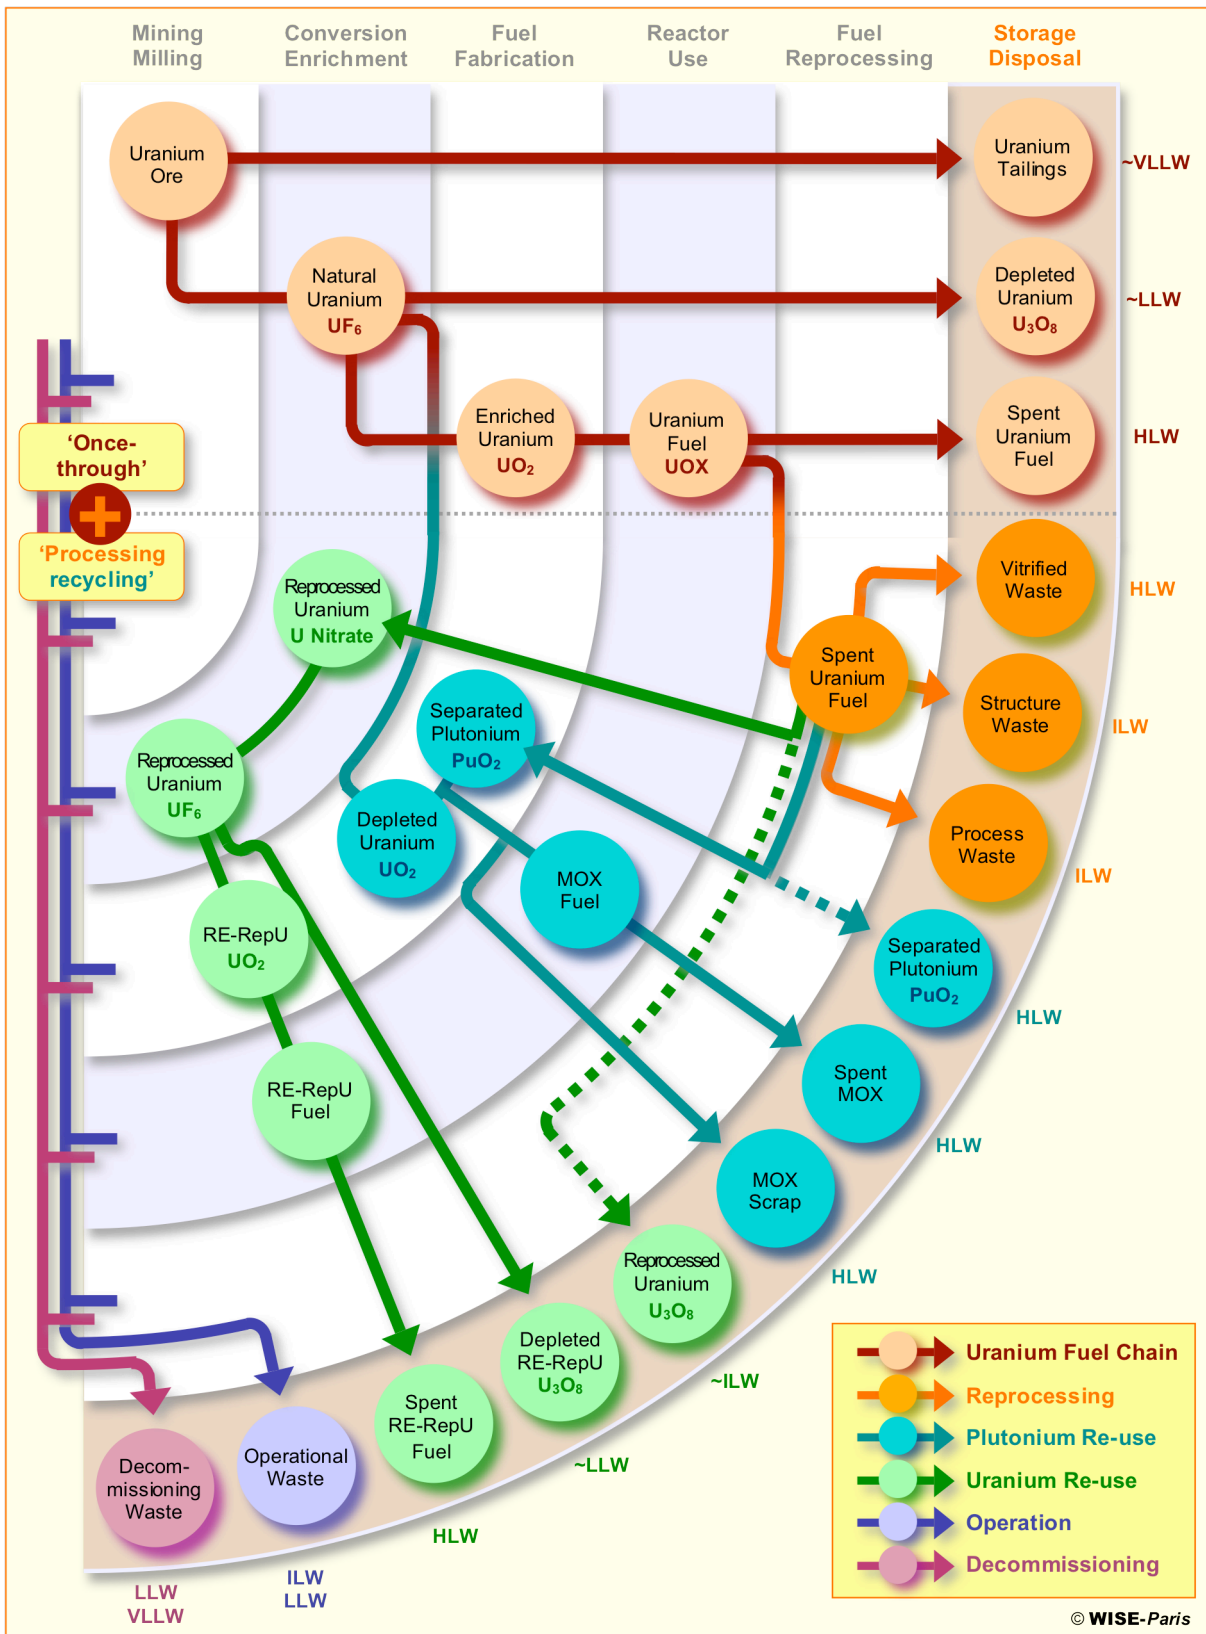 Mining
Milling
Conversion
Enrichment
Fuel
Fabrication
Reactor
Use
Fuel
Reprocessing
Storage
Disposal
Uranium
Ore
Uranium
Tailings
~VLLW
Natural
Uranium
UF₆
Depleted
Uranium
U₃O₈
~LLW
Enriched
Uranium
UO₂
Uranium
Fuel
UOX
Spent
Uranium
Fuel
HLW
‘Once-
through’
‘Processing
recycling’
Reprocessed
Uranium
U Nitrate
Vitrified
Waste
HLW
Spent
Uranium
Fuel
Structure
Waste
ILW
Separated
Plutonium
PuO₂
Reprocessed
Uranium
UF₆
Depleted
Uranium
UO₂
Process
Waste
ILW
MOX
Fuel
RE-RepU
UO₂
Separated
Plutonium
PuO₂
HLW
RE-RepU
Fuel
Spent
MOX
HLW
MOX
Scrap
HLW
Reprocessed
Uranium
U₃O₈
~ILW
Depleted
RE-RepU
U₃O₈
~LLW
Spent
RE-RepU
Fuel
HLW
Operational
Waste
ILW
LLW
Decom-
missioning
Waste
LLW
VLLW
Uranium Fuel Chain
Reprocessing
Plutonium Re-use
Uranium Re-use
Operation
Decommissioning
© WISE-Paris